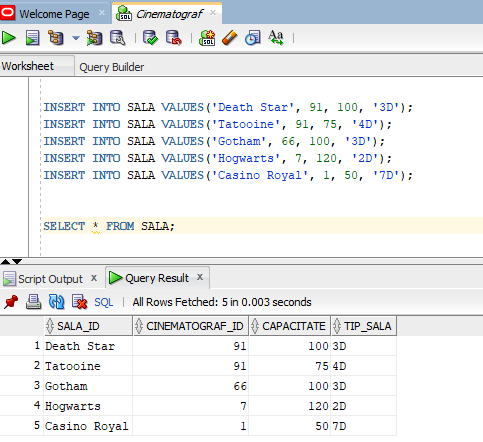 Welcome Page × Cinematograf ×
Worksheet Query Builder
INSERT INTO SALA VALUES('Death Star', 91, 100, '3D');
INSERT INTO SALA VALUES('Tatooine', 91, 75, '4D');
INSERT INTO SALA VALUES('Gotham', 66, 100, '3D');
INSERT INTO SALA VALUES('Hogwarts', 7, 120, '2D');
INSERT INTO SALA VALUES('Casino Royal', 1, 50, '7D');
SELECT * FROM SALA;
Script Output × Query Result ×
SQL | All Rows Fetched: 5 in 0.003 seconds
SALA_ID CINEMATOGRAF_ID CAPACITATE TIP_SALA
1 Death Star 91 100 3D
2 Tatooine 91 75 4D
3 Gotham 66 100 3D
4 Hogwarts 7 120 2D
5 Casino Royal 1 50 7D